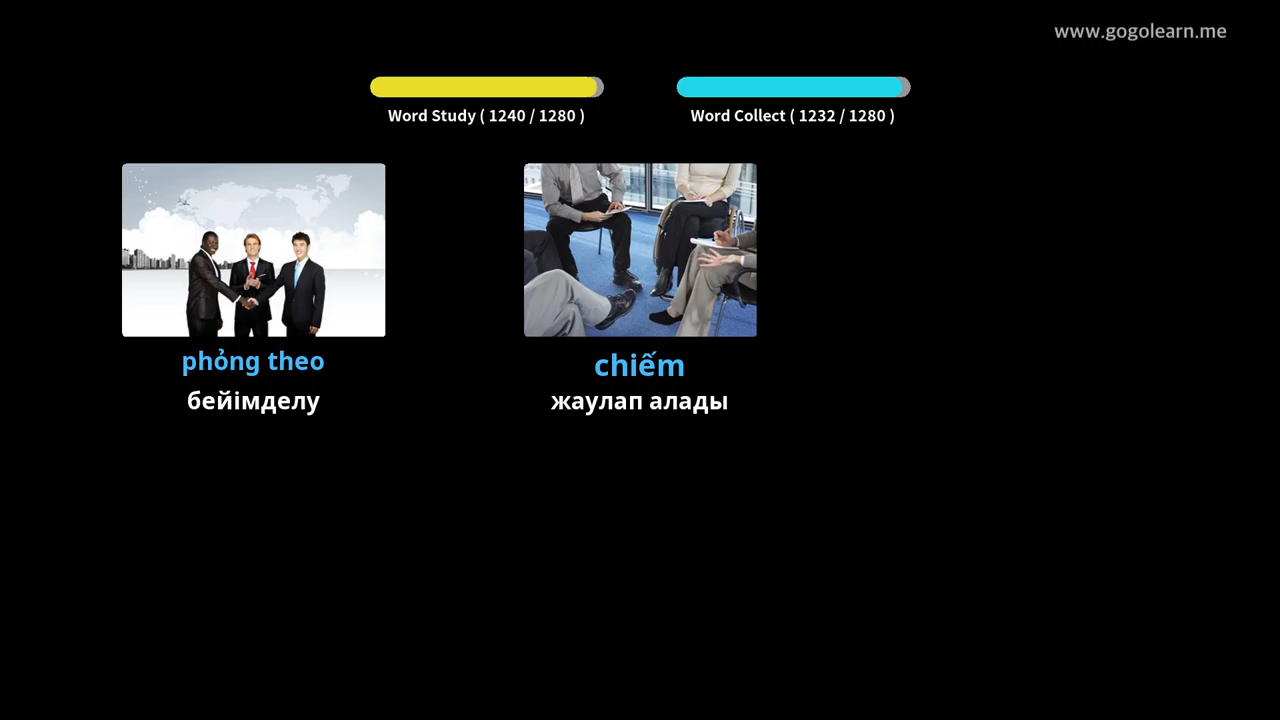 www.gogolearn.me
Word Study ( 1240 / 1280 )
Word Collect ( 1232 / 1280 )
phỏng theo
бейімделу
chiếm
жаулап алады